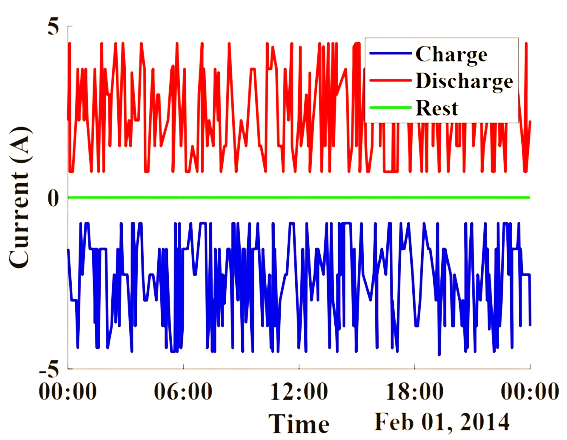 5
Charge
Discharge
Rest
Current (A)
0
-5
00:00 06:00 12:00 18:00 00:00
Time
Feb 01, 2014